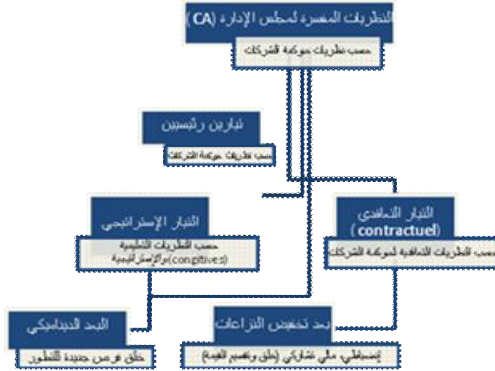 النظريات المفسرة لمجلس الإدارة (CA)
حسب نظريات حوكمة الشركات
تيارين رئيسيين
حسب نظريات حوكمة الشركات
التيار الإستراتيجي
حسب النظريات التعليمية
(congitives) والإستراتيجية
التيار التعاقدي
(contractuel)
حسب النظريات التعاقدية لحوكمة الشركات
البعد الديناميكي
خلق فرص جديدة للتطور
بعد تخفيض النزاعات
إنضباطي، مالي تشاركي (خلق وتقسيم القيمة)